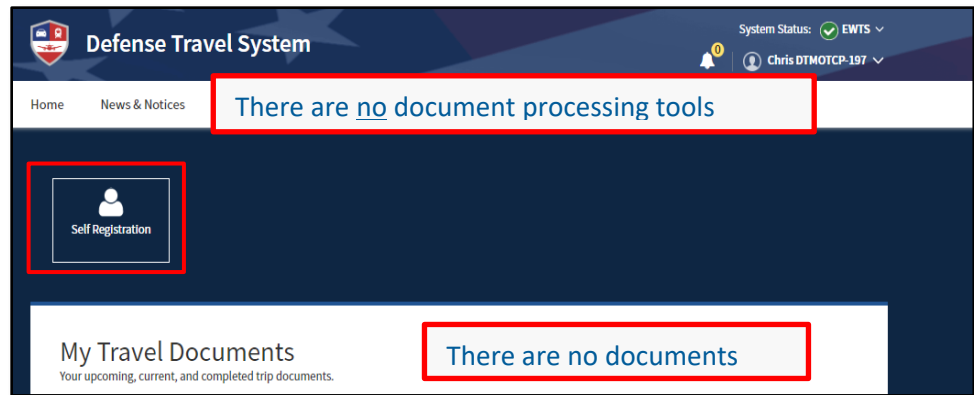 System Status: EWTS
Defense Travel System
0
Chris DTMOTCP-197
Home News & Notices
There are no document processing tools
Self Registration
My Travel Documents
There are no documents
Your upcoming, current, and completed trip documents.